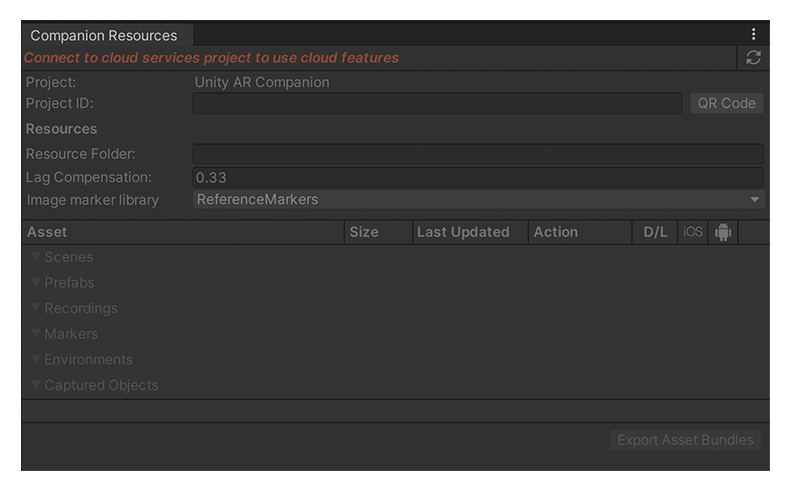 Companion Resources
Connect to cloud services project to use cloud features
Project: Unity AR Companion
Project ID: QR Code
Resources
Resource Folder:
Lag Compensation: 0.33
Image marker library ReferenceMarkers
Asset Size Last Updated Action D/L iOS
Scenes
Prefabs
Recordings
Markers
Environments
Captured Objects
Export Asset Bundles